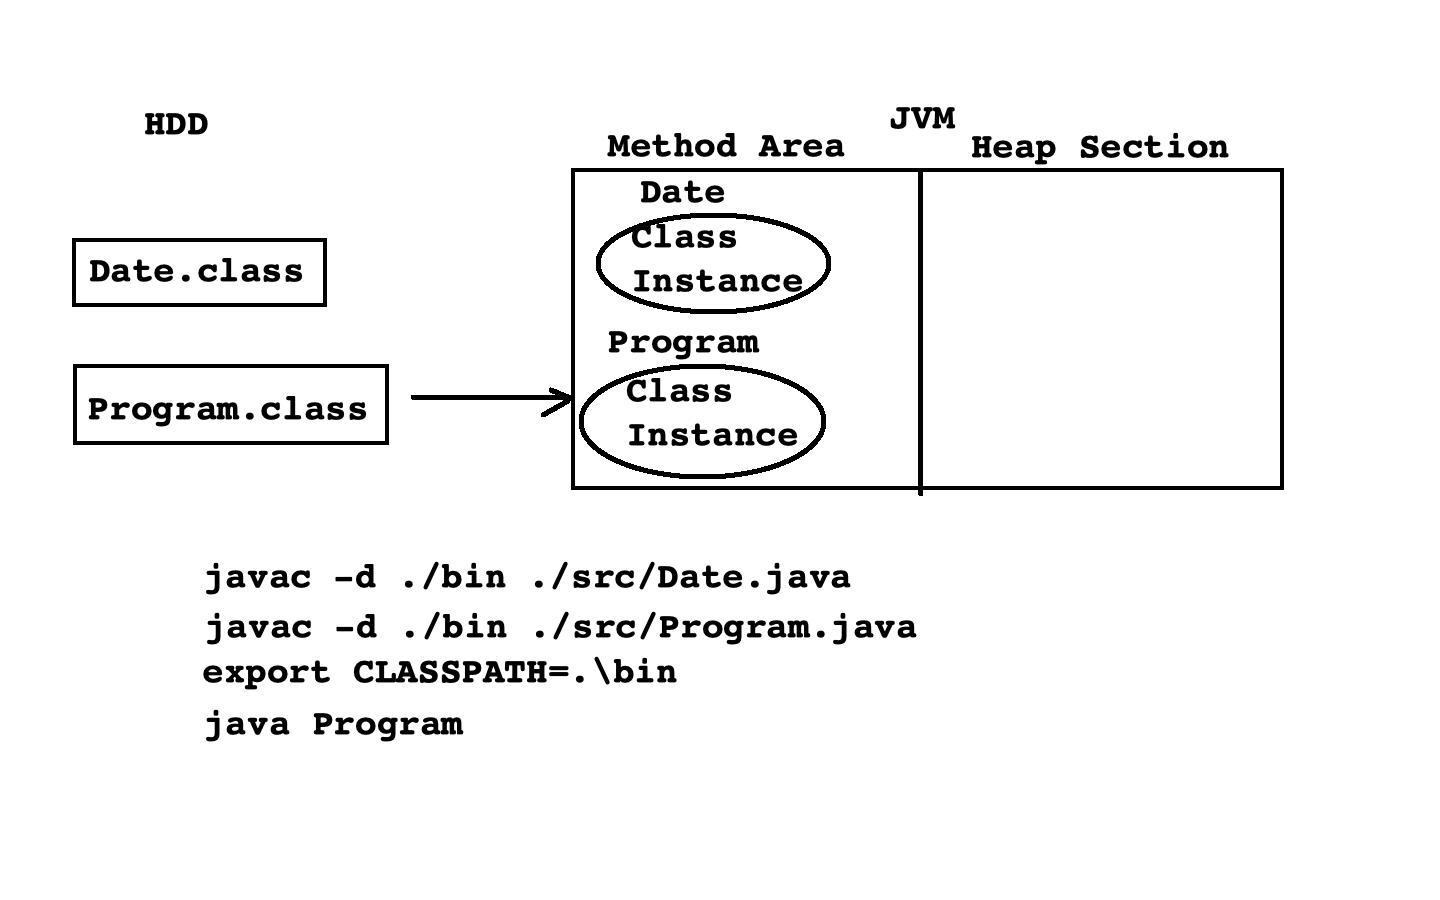 HDD
JVM
Method Area
Heap Section
Date
Class
Instance
Date.class
Program
Class
Instance
Program.class
javac -d ./bin ./src/Date.java
javac -d ./bin ./src/Program.java
export CLASSPATH=.\bin
java Program